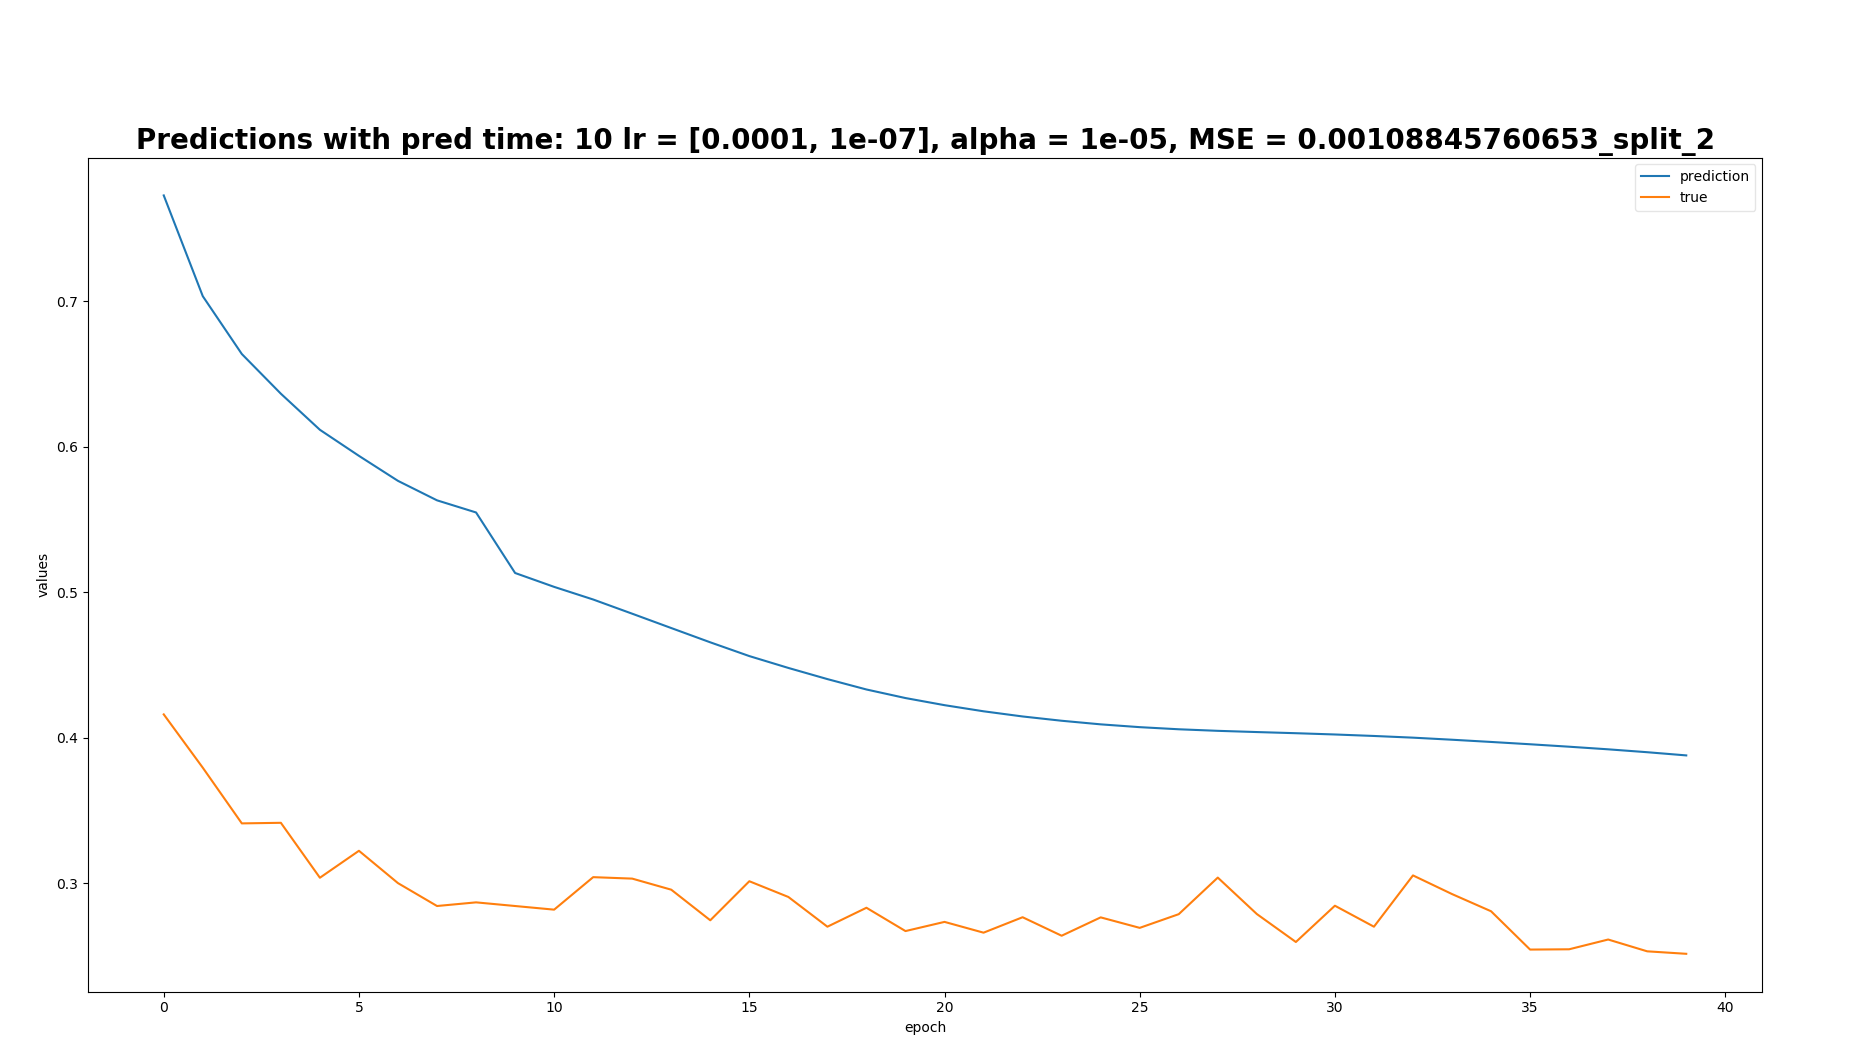 Predictions with pred time: 10 lr = [0.0001, 1e-07], alpha = 1e-05, MSE = 0.00108845760653_split_2
prediction
true
0.7
0.6
0.5
0.4
0.3
values
0 5 10 15 20 25 30 35 40
epoch